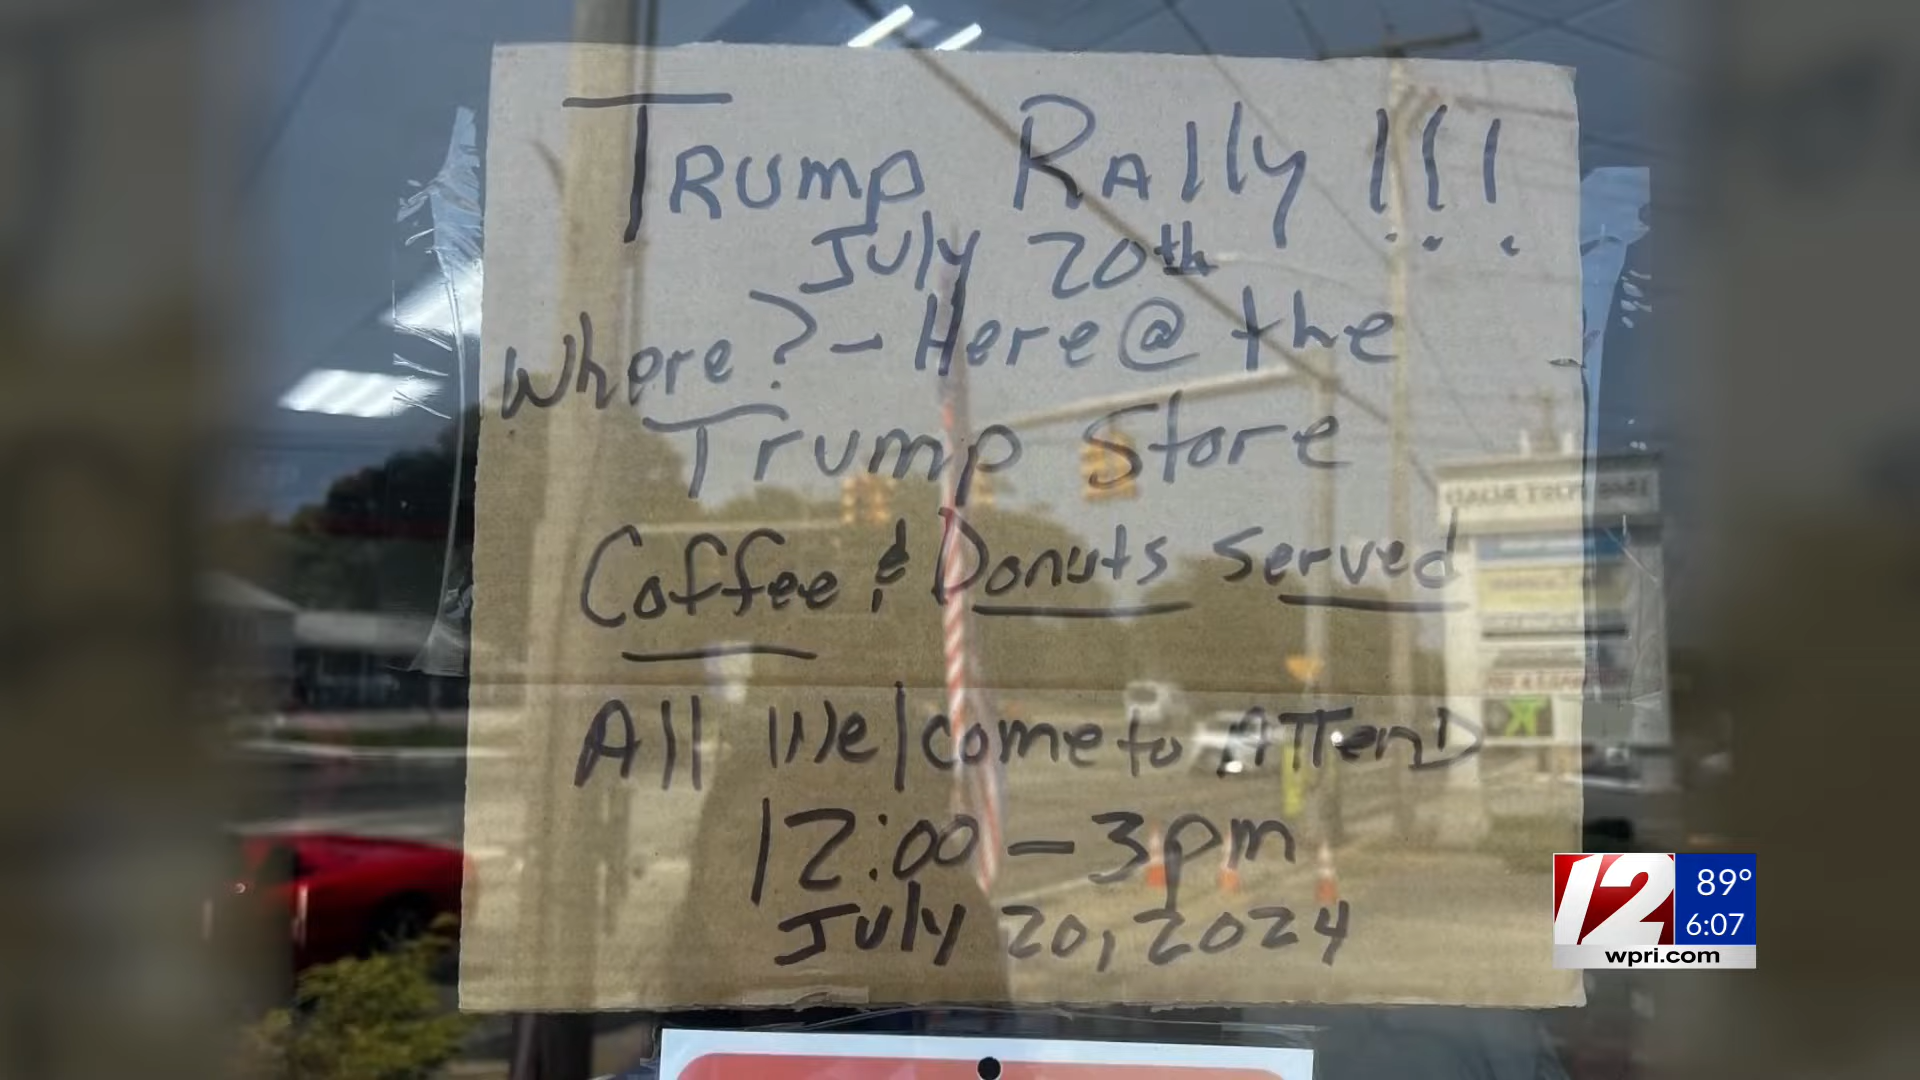 Trump Rally !!!
July 20th
Where? - Here @ the
Trump Store
Coffee & Donuts Served
All Welcome to Attend
12:00 - 3pm
July 20, 2024
12
89°
6:07
wpri.com